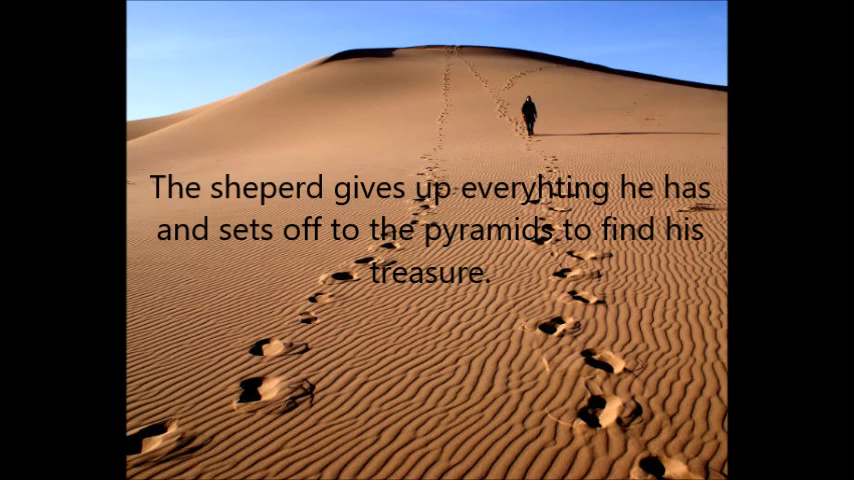 The sheperd gives up everyhting he has
and sets off to the pyramids to find his
treasure.